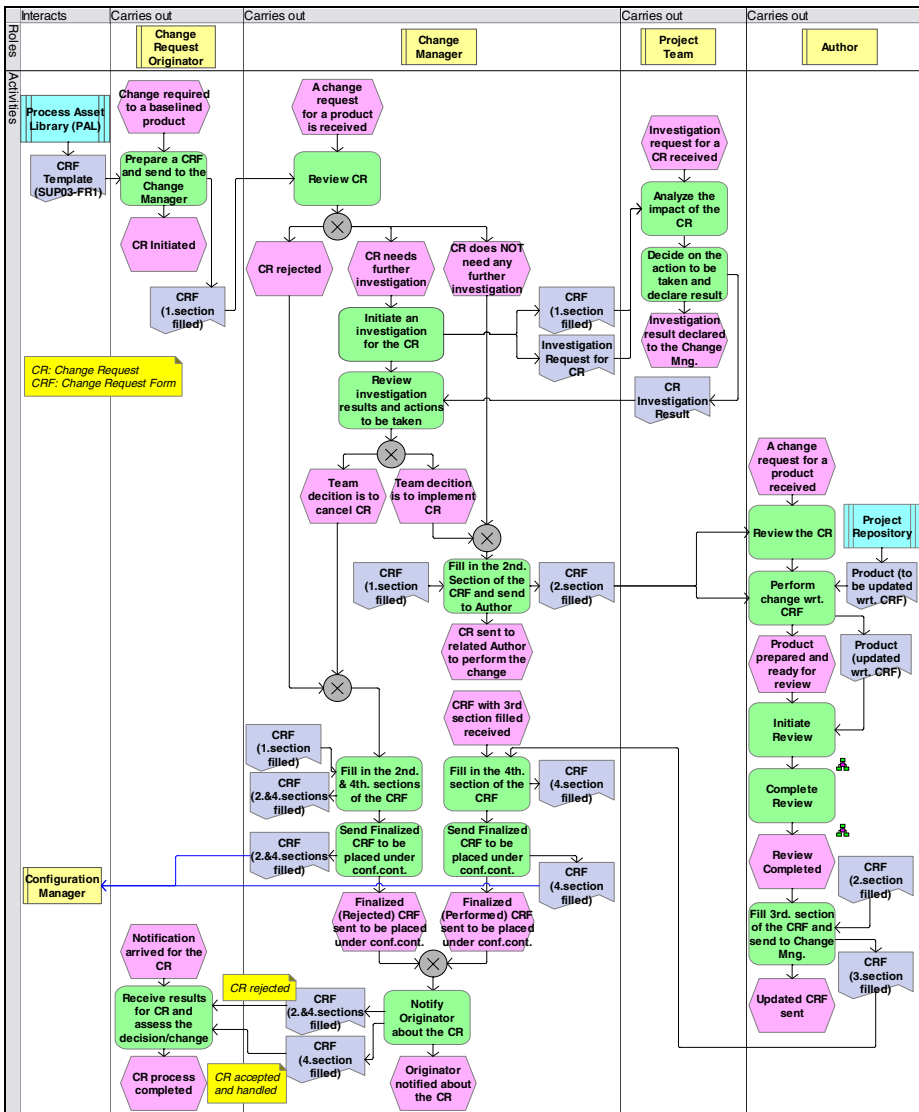 Interacts
Carries out
Carries out
Carries out
Carries out
Roles
Change
Request
Originator
Change
Manager
Project
Team
Author
Activities
Process Asset
Library (PAL)
CRF
Template
(SUP03-FR1)
Change required
to a baselined
product
Prepare a CRF
and send to the
Change
Manager
CR Initiated
CRF
(1.section
filled)
CR: Change Request
CRF: Change Request Form
A change
request
for a product
is received
Review CR
CR rejected
CR needs
further
investigation
CR does NOT
need any
further
investigation
Initiate an
investigation
for the CR
CRF
(1.section
filled)
Investigation
Request for
CR
Review
investigation
results and actions
to be taken
CR
Investigation
Result
Investigation
request for a
CR received
Analyze the
impact of the
CR
Decide on the
action to be
taken and
declare result
Investigation
result declared
to the Change
Mng.
Team
decition is to
cancel CR
Team decition
is to implement
CR
CRF
(1.section
filled)
Fill in the 2nd.
Section of the
CRF and send
to Author
CRF
(2.section
filled)
CR sent to
related Author
to perform the
change
A change
request for a
product
received
Review the CR
Project
Repository
Perform
change wrt.
CRF
Product (to
be updated
wrt. CRF)
Product
prepared and
ready for
review
Product
(updated
wrt. CRF)
Initiate
Review
Complete
Review
Review
Completed
CRF
(2.section
filled)
Fill 3rd. section
of the CRF and
send to Change
Mng.
CRF
(3.section
filled)
Updated CRF
sent
CRF with 3rd
section filled
received
CRF
(1.section
filled)
Fill in the 2nd.
& 4th. sections
of the CRF
CRF
(2.&4.sections
filled)
Fill in the 4th.
section of the
CRF
CRF
(4.section
filled)
CRF
(2.&4.sections
filled)
Send Finalized
CRF to be
placed under
conf.cont.
Send Finalized
CRF to be
placed under
conf.cont.
CRF
(4.section
filled)
Configuration
Manager
Finalized
(Rejected) CRF
sent to be placed
under conf.cont.
Finalized
(Performed) CRF
sent to be placed
under conf.cont.
Notification
arrived for the
CR
CR rejected
Receive results
for CR and
assess the
decision/change
CRF
(2.&4.sections
filled)
CRF
(4.section
filled)
Notify
Originator
about the CR
CR process
completed
CR accepted
and handled
Originator
notified about
the CR